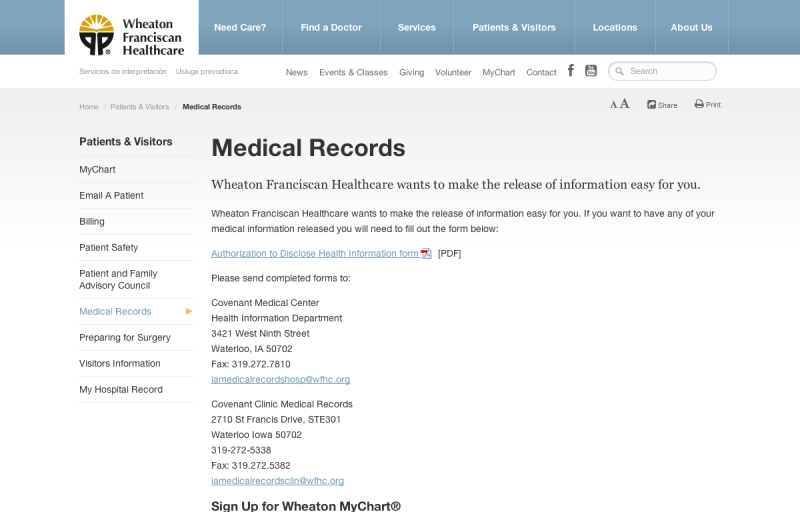 Wheaton
Franciscan
Healthcare
Need Care?
Find a Doctor
Services
Patients & Visitors
Locations
About Us
Servicios de interpretación
Usluge prevodioca
News
Events & Classes
Giving
Volunteer
MyChart
Contact
Search
Home / Patients & Visitors / Medical Records
A A
Share
Print
Patients & Visitors
MyChart
Email A Patient
Billing
Patient Safety
Patient and Family
Advisory Council
Medical Records
Preparing for Surgery
Visitors Information
My Hospital Record
Medical Records
Wheaton Franciscan Healthcare wants to make the release of information easy for you.
Wheaton Franciscan Healthcare wants to make the release of information easy for you. If you want to have any of your
medical information released you will need to fill out the form below:
Authorization to Disclose Health Information form [PDF]
Please send completed forms to:
Covenant Medical Center
Health Information Department
3421 West Ninth Street
Waterloo, IA 50702
Fax: 319.272.7810
iamedicalrecordshosp@wfhc.org
Covenant Clinic Medical Records
2710 St Francis Drive, STE301
Waterloo Iowa 50702
319-272-5338
Fax: 319.272.5382
iamedicalrecordsclin@wfhc.org
Sign Up for Wheaton MyChart®